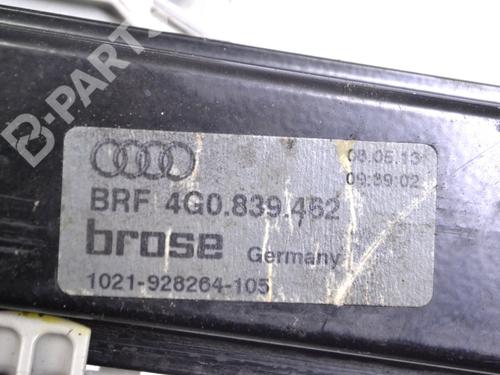 B-PARTS
08.05.13
09:39:02
BRF 4G0.839.462
brose Germany
1021-928264-105